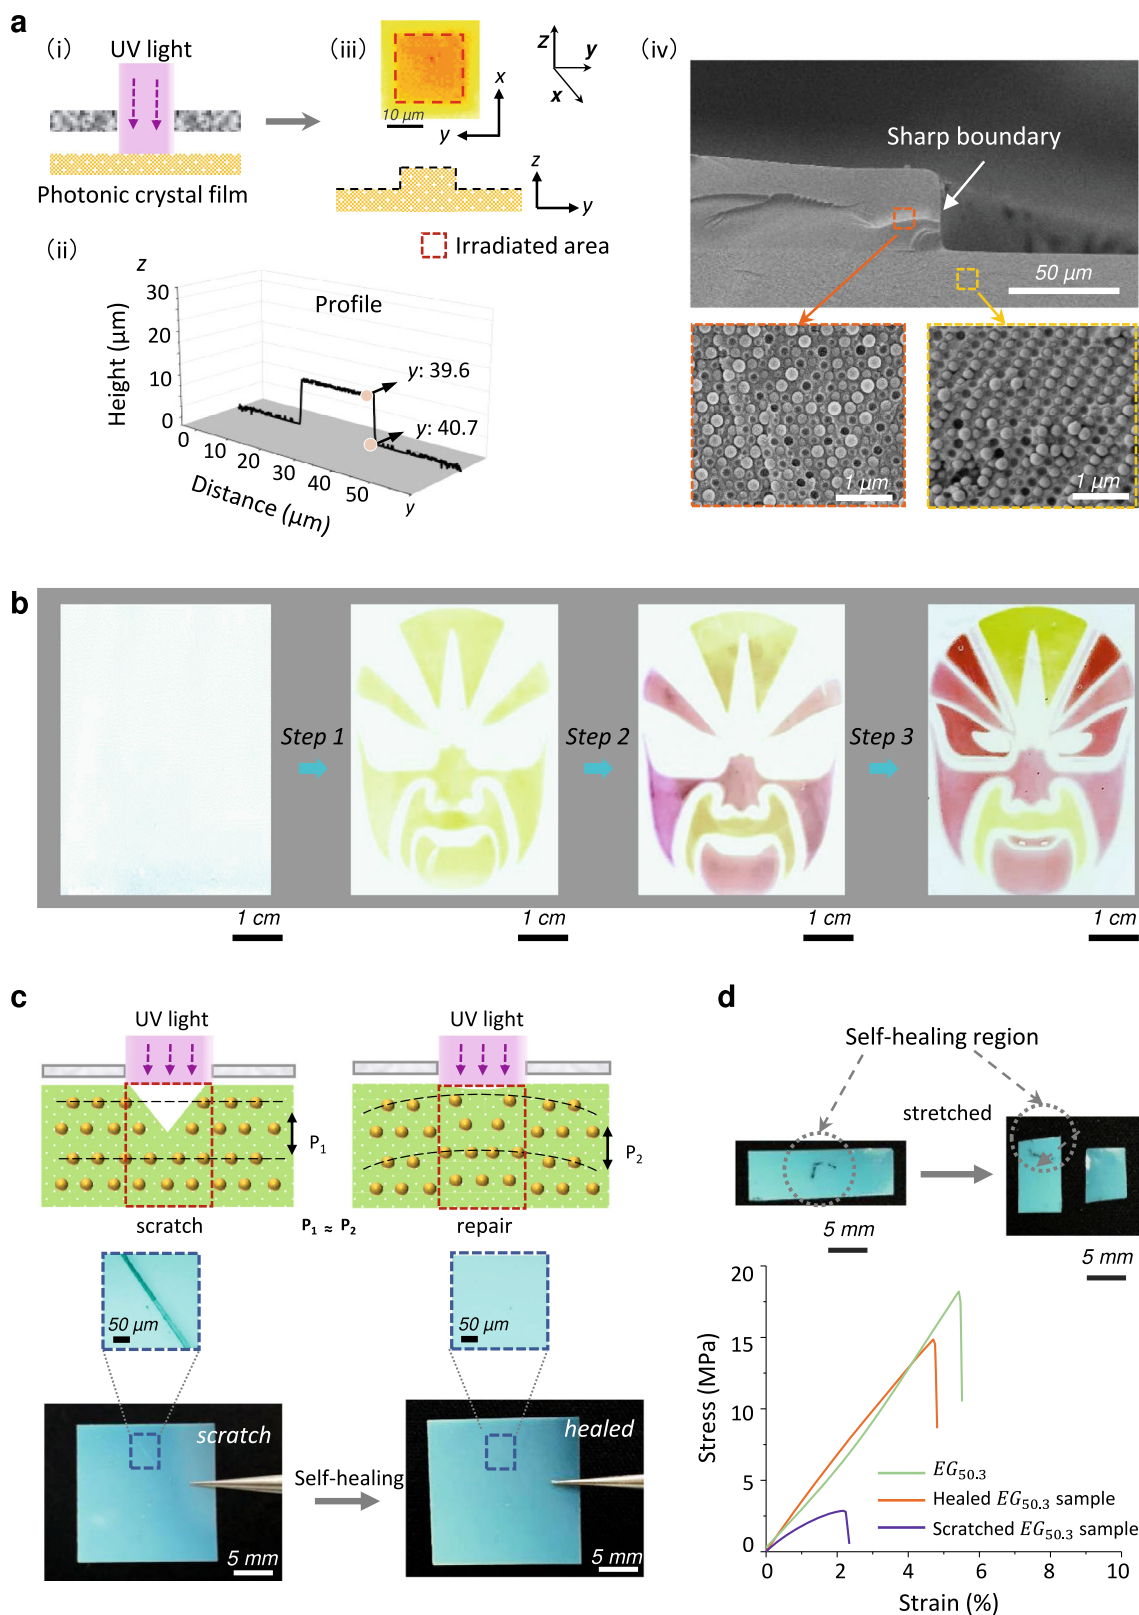 a
(i)
UV light
Photonic crystal film
(iii)
10 µm
x
y
z
y
x
z
y
Irradiated area
(iv)
Sharp boundary
50 µm
1 µm
1 µm
(ii)
z
30
20
10
0
Height (µm)
Profile
y: 39.6
y: 40.7
0
10
20
30
40
50
Distance (µm)
y
b
Step 1
Step 2
Step 3
1 cm
1 cm
1 cm
1 cm
c
UV light
UV light
P1
P2
scratch
P1 ≈ P2
repair
50 µm
50 µm
scratch
healed
Self-healing
5 mm
5 mm
d
Self-healing region
stretched
5 mm
5 mm
20
15
10
5
0
Stress (MPa)
EG50.3
Healed EG50.3 sample
Scratched EG50.3 sample
0
2
4
6
8
10
Strain (%)